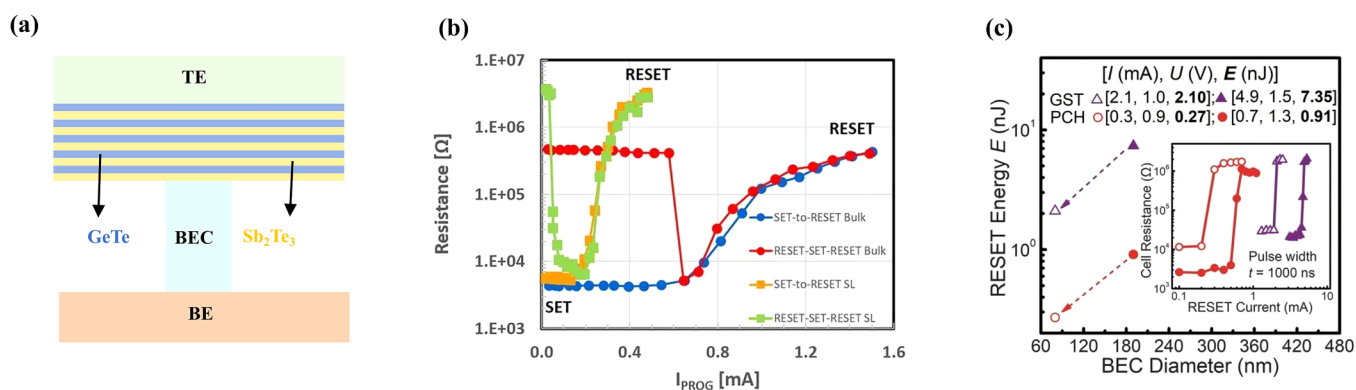 (a)
TE
GeTe
BEC
Sb₂Te₃
BE
(b)
Resistance [Ω]
1.E+07
1.E+06
1.E+05
1.E+04
1.E+03
RESET
RESET
SET
SET-to-RESET Bulk
RESET-SET-RESET Bulk
SET-to-RESET SL
RESET-SET-RESET SL
0.0 0.4 0.8 1.2 1.6
I_PROG [mA]
(c)
RESET Energy E (nJ)
10¹
10⁰
[I (mA), U (V), E (nJ)]
GST △[2.1, 1.0, 2.10];▲[4.9, 1.5, 7.35]
PCH ○[0.3, 0.9, 0.27]; ●[0.7, 1.3, 0.91]
Cell Resistance (Ω)
10⁶
10⁵
10⁴
10³
Pulse width
t = 1000 ns
0.1 1 10
RESET Current (mA)
60 120 180 240 300 360 420 480
BEC Diameter (nm)